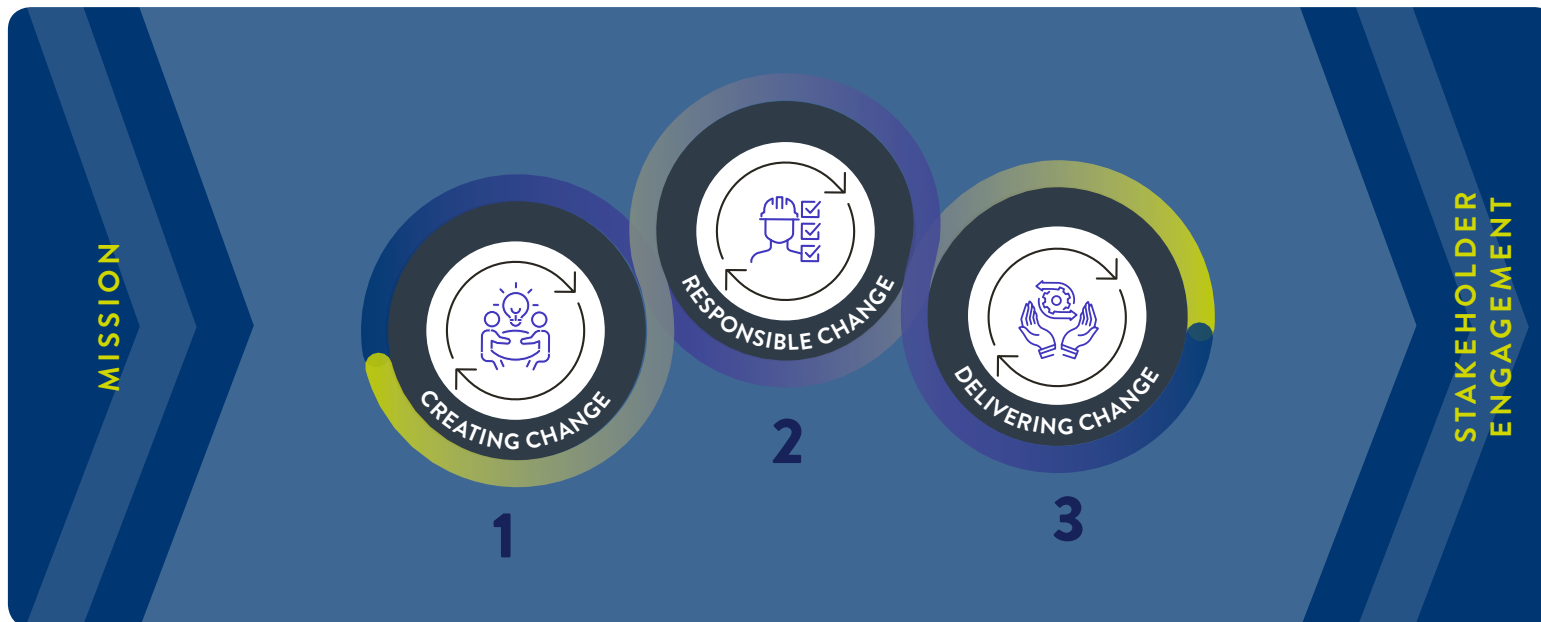 MISSION
CREATING CHANGE
1
RESPONSIBLE CHANGE
2
DELIVERING CHANGE
3
STAKEHOLDER
ENGAGEMENT